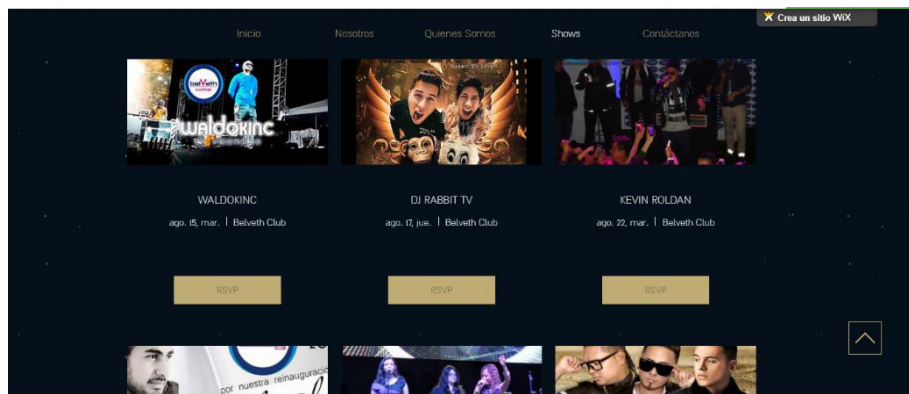 Crea un sitio WiX
Inicio Nosotros Quienes Somos Shows Contáctanos
belVeth
WALDOKINC
WALDOKINC DJ RABBIT TV KEVIN ROLDAN
ago. 15, mar. | Belveth Club ago. 17, jue. | Belveth Club ago. 22, mar. | Belveth Club
RSVP RSVP RSVP
por nuestra reinauguració